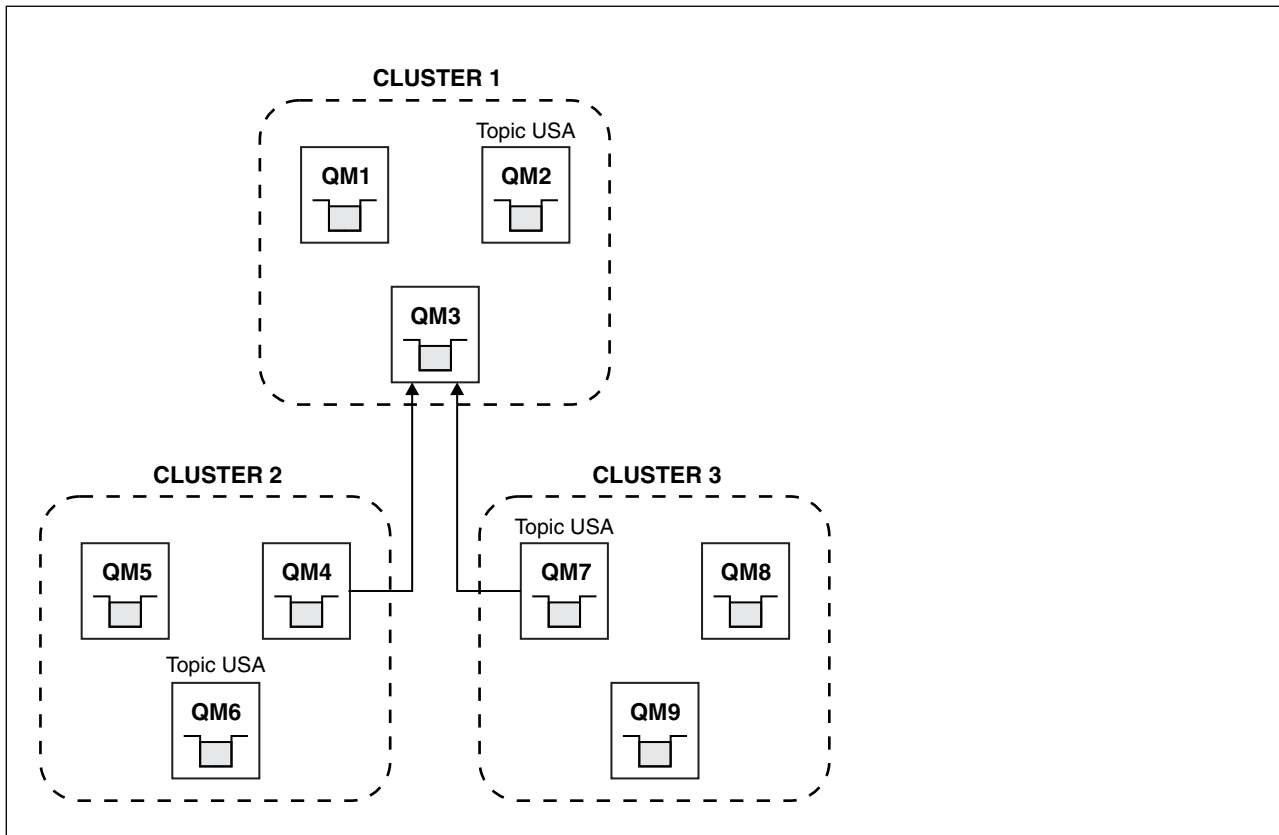 CLUSTER 1
Topic USA
QM1
QM2
QM3
CLUSTER 2
CLUSTER 3
QM5
QM4
Topic USA
QM6
Topic USA
QM7
QM8
QM9